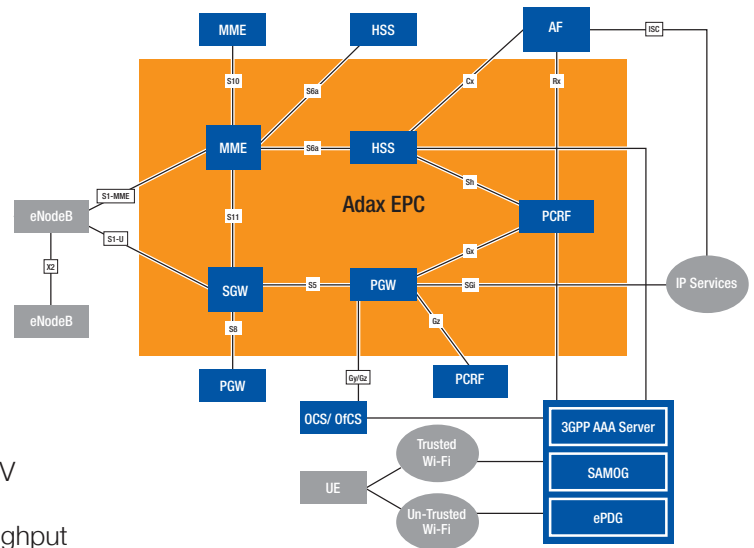 MME
HSS
AF
ISC
S10
S6a
Cx
Rx
MME
S6a
HSS
S1-MME
Sh
eNodeB
S11
Adax EPC
PCRF
S1-U
X2
Gx
SGW
S5
PGW
SGi
IP Services
eNodeB
S8
Gz
PGW
Gy/Gz
PCRF
OCS/ OfCS
3GPP AAA Server
Trusted
Wi-Fi
SAMOG
UE
Un-Trusted
Wi-Fi
ePDG
V
ghput